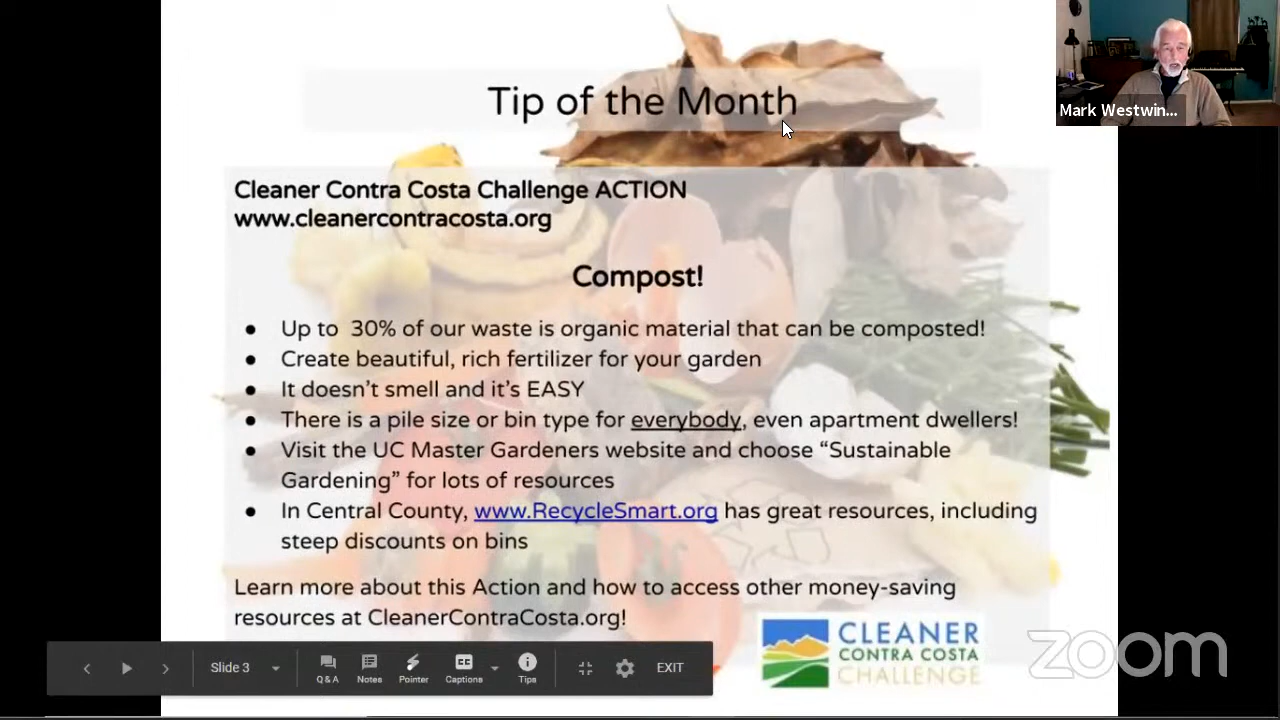 Tip of the Month
Mark Westwin...
Cleaner Contra Costa Challenge ACTION
www.cleanercontracosta.org
Compost!
● Up to  30% of our waste is organic material that can be composted!
● Create beautiful, rich fertilizer for your garden
● It doesn't smell and it's EASY
● There is a pile size or bin type for everybody, even apartment dwellers!
● Visit the UC Master Gardeners website and choose “Sustainable
Gardening” for lots of resources
● In Central County, www.RecycleSmart.org has great resources, including
steep discounts on bins
Learn more about this Action and how to access other money-saving
resources at CleanerContraCosta.org!
CLEANER
CONTRA COSTA
CHALLENGE
zoom
Slide 3
Q & A
Notes
Pointer
CC
Captions
Tips
EXIT